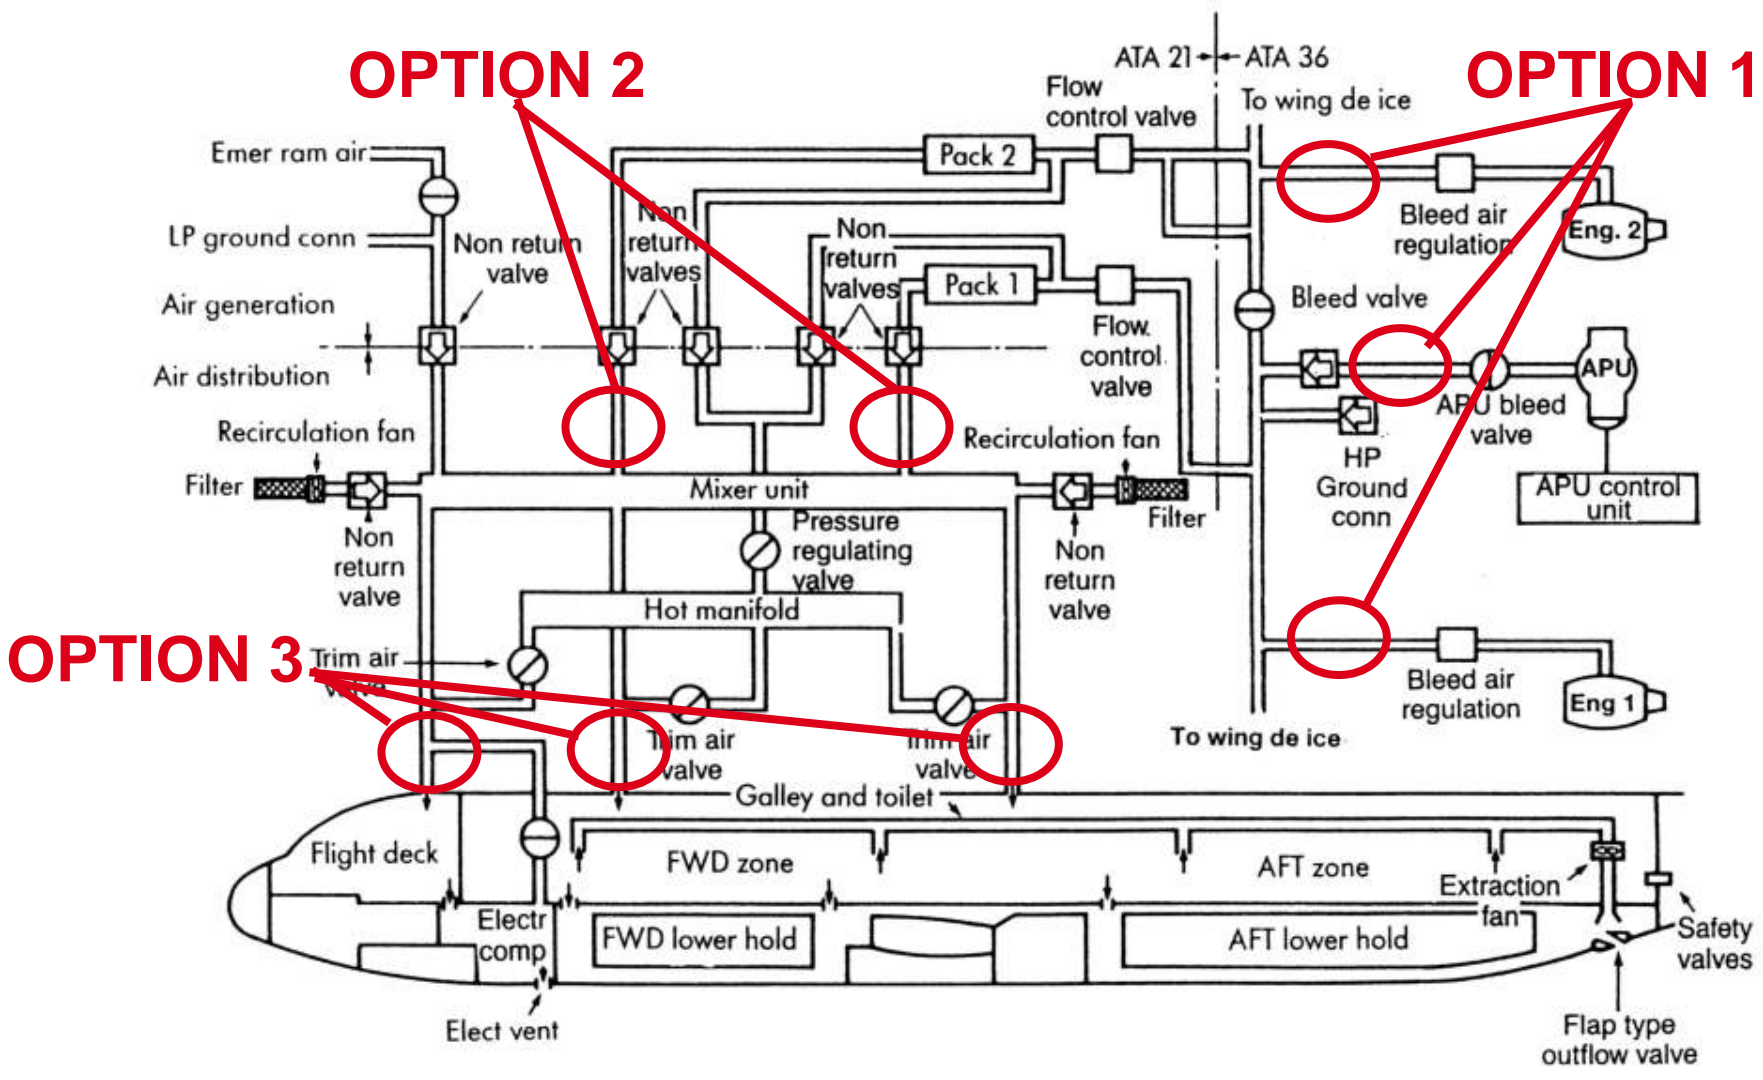 ATA 21
ATA 36
OPTION 2
OPTION 1
Flow
control valve
To wing de ice
Emer ram air
Pack 2
LP ground conn
Non return
valve
Non
return
valves
Non
return
valves
Bleed air
regulation
Eng. 2
Pack 1
Air generation
Bleed valve
Flow.
control
valve
Air distribution
APU
APU bleed
valve
Recirculation fan
Recirculation fan
HP
Ground
conn
Filter
Mixer unit
Filter
APU control
unit
Non
return
valve
Pressure
regulating
valve
Non
return
valve
Hot manifold
OPTION 3
Trim air
valve
Bleed air
regulation
Eng 1
Trim air
valve
Trim air
valve
To wing de ice
Galley and toilet
Flight deck
FWD zone
AFT zone
Extraction
fan
Electr
comp
FWD lower hold
AFT lower hold
Safety
valves
Elect vent
Flap type
outflow valve